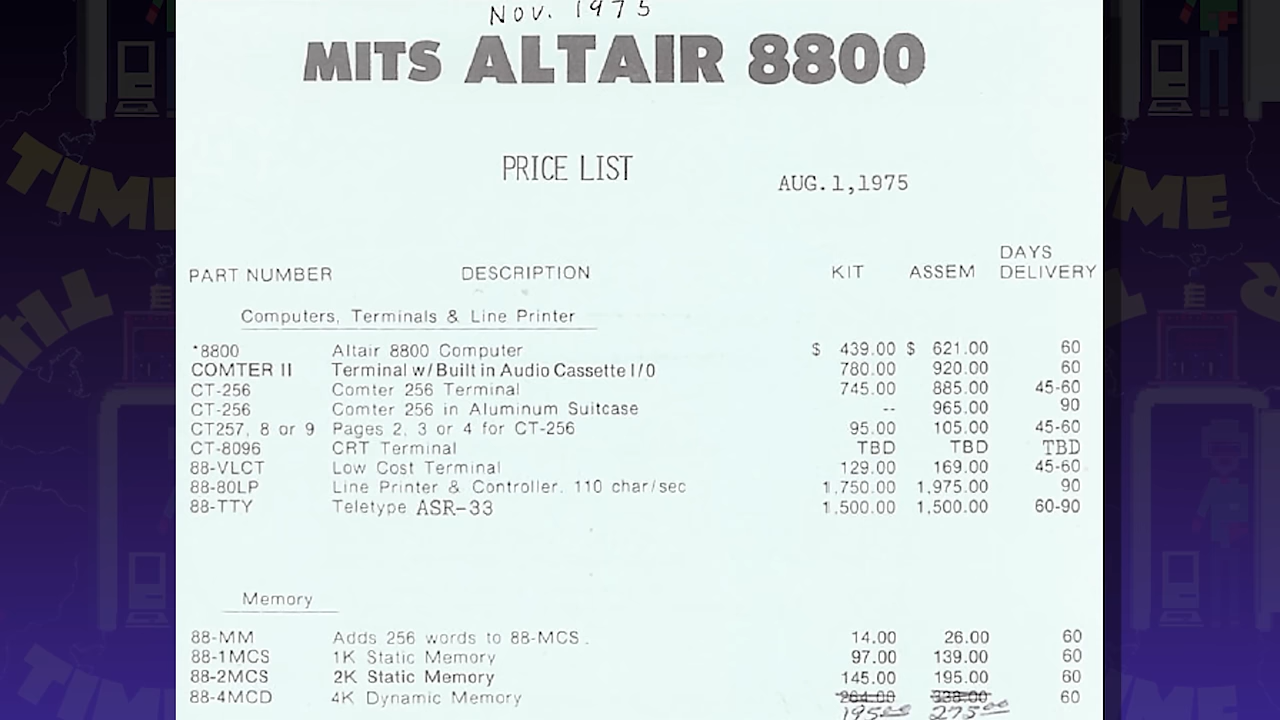 NOV. 1975
MITS ALTAIR 8800
PRICE LIST
AUG.1,1975
PART NUMBER DESCRIPTION KIT ASSEM DAYS DELIVERY
Computers, Terminals & Line Printer
*8800 Altair 8800 Computer $ 439.00 $ 621.00 60
COMTER II Terminal w/Built in Audio Cassette I/0 780.00 920.00 60
CT-256 Comter 256 Terminal 745.00 885.00 45-60
CT-256 Comter 256 in Aluminum Suitcase -- 965.00 90
CT257, 8 or 9 Pages 2, 3 or 4 for CT-256 95.00 105.00 45-60
CT-8096 CRT Terminal TBD TBD TBD
88-VLCT Low Cost Terminal 129.00 169.00 45-60
88-80LP Line Printer & Controller. 110 char/sec 1,750.00 1,975.00 90
88-TTY Teletype ASR-33 1,500.00 1,500.00 60-90
Memory
88-MM Adds 256 words to 88-MCS. 14.00 26.00 60
88-1MCS 1K Static Memory 97.00 139.00 60
88-2MCS 2K Static Memory 145.00 195.00 60
88-4MCD 4K Dynamic Memory 264.00 338.00 60
195.00 275.00
TIME
TIME